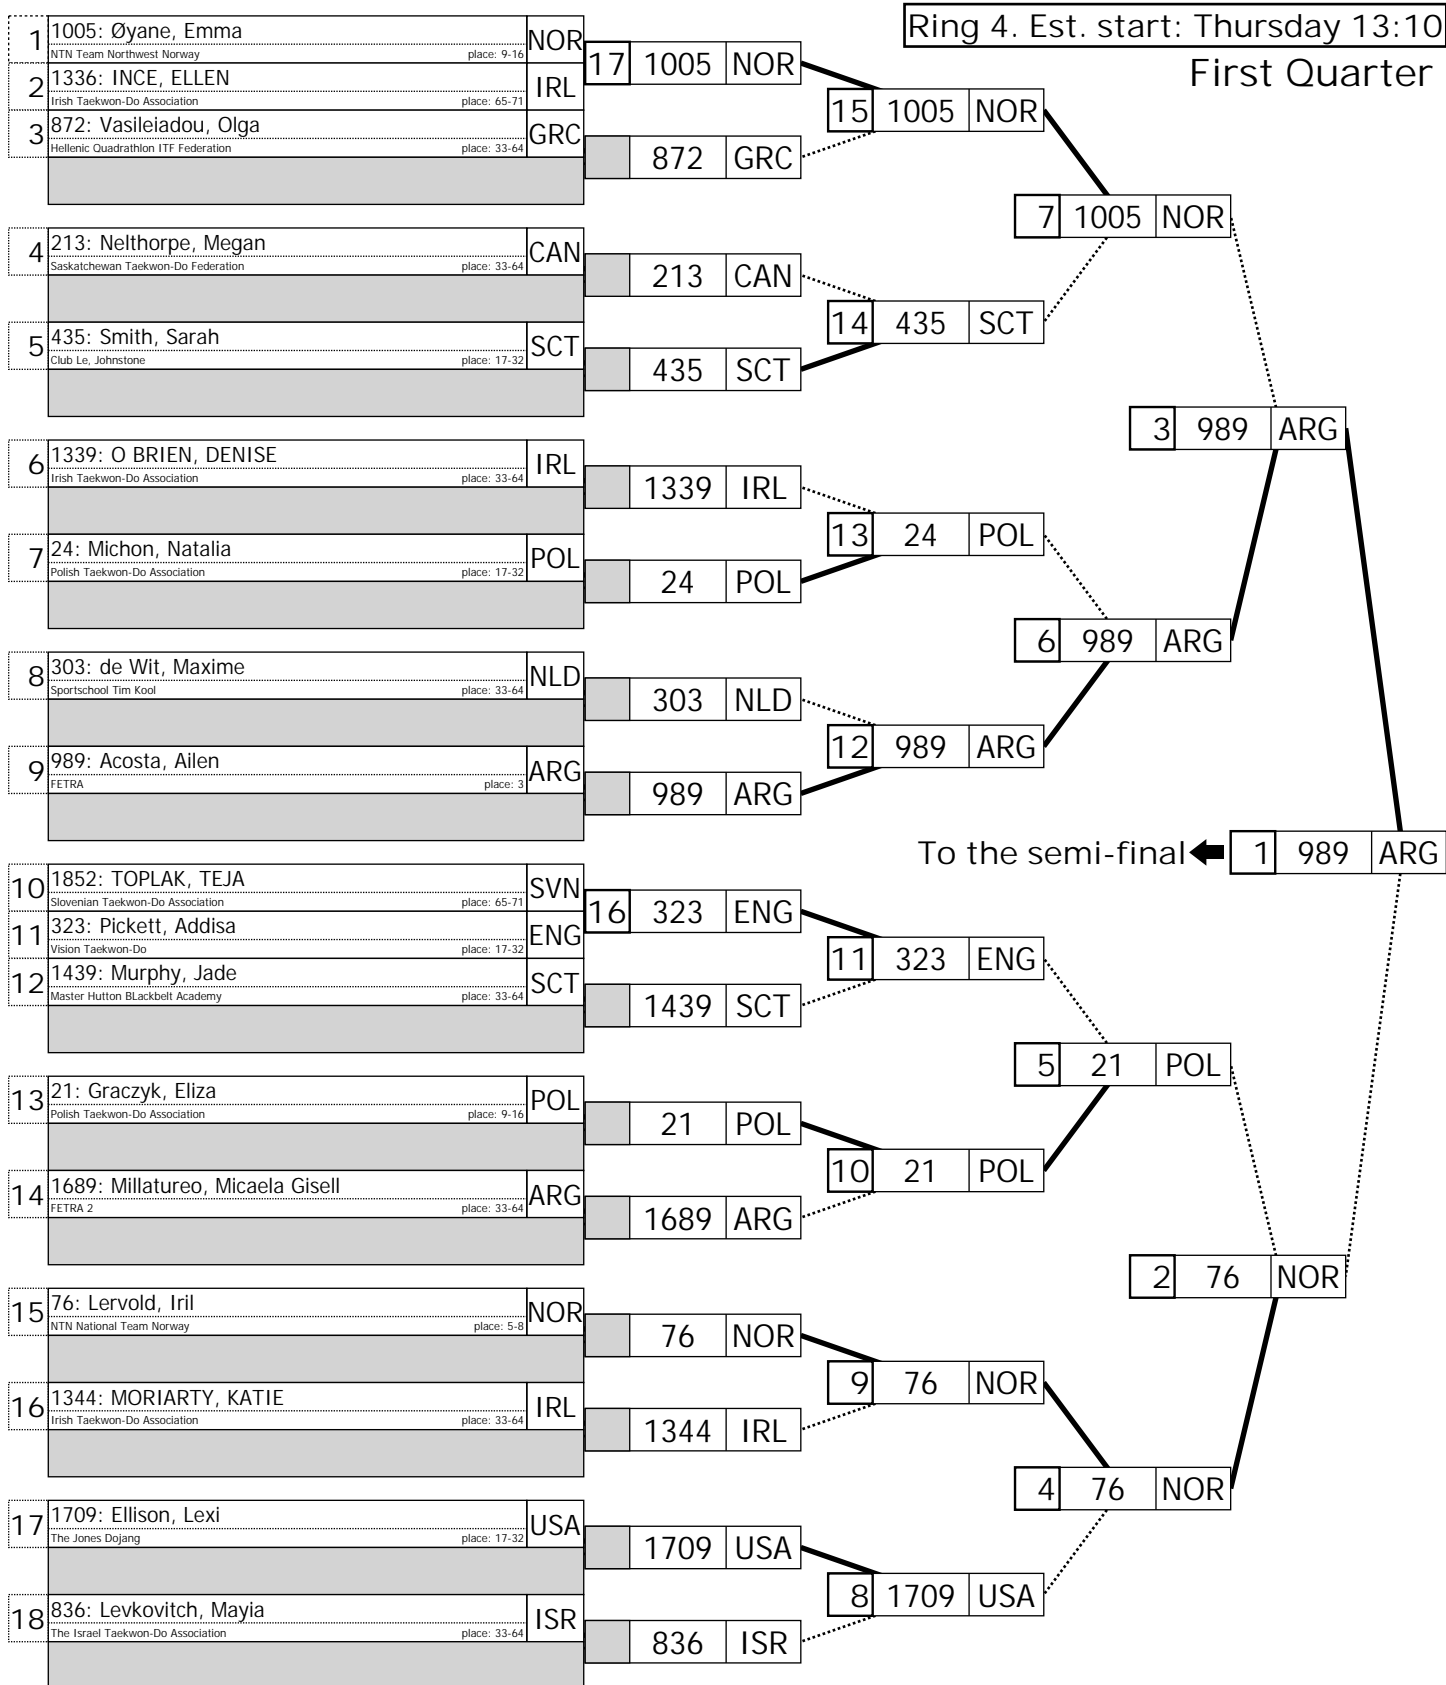 Ring 4. Est. start: Thursday 13:10
First Quarter
1 1005: Øyane, Emma NOR
NTN Team Northwest Norway place: 9-16
2 1336: INCE, ELLEN IRL
Irish Taekwon-Do Association place: 65-71
3 872: Vasileiadou, Olga GRC
Hellenic Quadrathlon ITF Federation place: 33-64
4 213: Nelthorpe, Megan CAN
Saskatchewan Taekwon-Do Federation place: 33-64
5 435: Smith, Sarah SCT
Club Le, Johnstone place: 17-32
6 1339: O BRIEN, DENISE IRL
Irish Taekwon-Do Association place: 33-64
7 24: Michon, Natalia POL
Polish Taekwon-Do Association place: 17-32
8 303: de Wit, Maxime NLD
Sportschool Tim Kool place: 33-64
9 989: Acosta, Ailen ARG
FETRA place: 3
10 1852: TOPLAK, TEJA SVN
Slovenian Taekwon-Do Association place: 65-71
11 323: Pickett, Addisa ENG
Vision Taekwon-Do place: 17-32
12 1439: Murphy, Jade SCT
Master Hutton BLackbelt Academy place: 33-64
13 21: Graczyk, Eliza POL
Polish Taekwon-Do Association place: 9-16
14 1689: Millatureo, Micaela Gisell ARG
FETRA 2 place: 33-64
15 76: Lervold, Iril NOR
NTN National Team Norway place: 5-8
16 1344: MORIARTY, KATIE IRL
Irish Taekwon-Do Association place: 33-64
17 1709: Ellison, Lexi USA
The Jones Dojang place: 17-32
18 836: Levkovitch, Mayia ISR
The Israel Taekwon-Do Association place: 33-64
17 1005 NOR
872 GRC
213 CAN
435 SCT
1339 IRL
24 POL
303 NLD
989 ARG
16 323 ENG
1439 SCT
21 POL
1689 ARG
76 NOR
1344 IRL
1709 USA
836 ISR
15 1005 NOR
14 435 SCT
13 24 POL
12 989 ARG
11 323 ENG
10 21 POL
9 76 NOR
8 1709 USA
7 1005 NOR
6 989 ARG
5 21 POL
4 76 NOR
3 989 ARG
2 76 NOR
To the semi-final 1 989 ARG